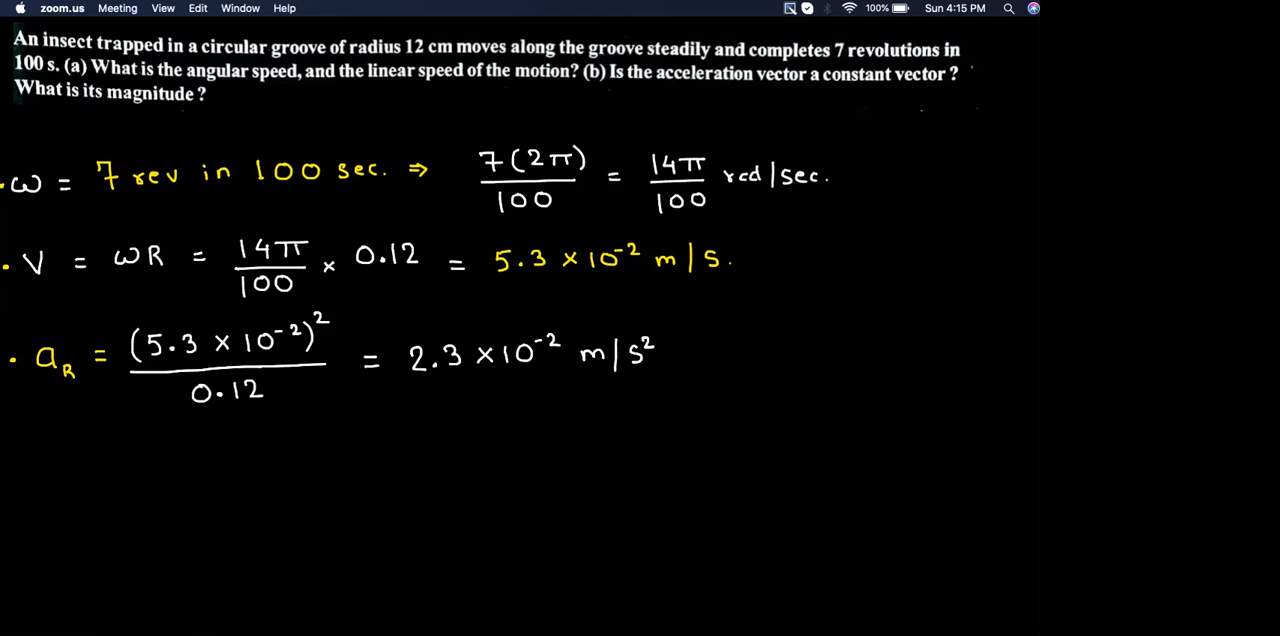 zoom.us Meeting View Edit Window Help 100% Sun 4:15 PM
An insect trapped in a circular groove of radius 12 cm moves along the groove steadily and completes 7 revolutions in
100 s. (a) What is the angular speed, and the linear speed of the motion? (b) Is the acceleration vector a constant vector ?
What is its magnitude ?
• ω = 7 rev in 100 sec. ⇒ 7(2π)/100 = 14π/100 rad/sec.
• V = ωR = 14π/100 × 0.12 = 5.3 × 10⁻² m/s.
• a_R = (5.3 × 10⁻²)²/0.12 = 2.3 × 10⁻² m/s²